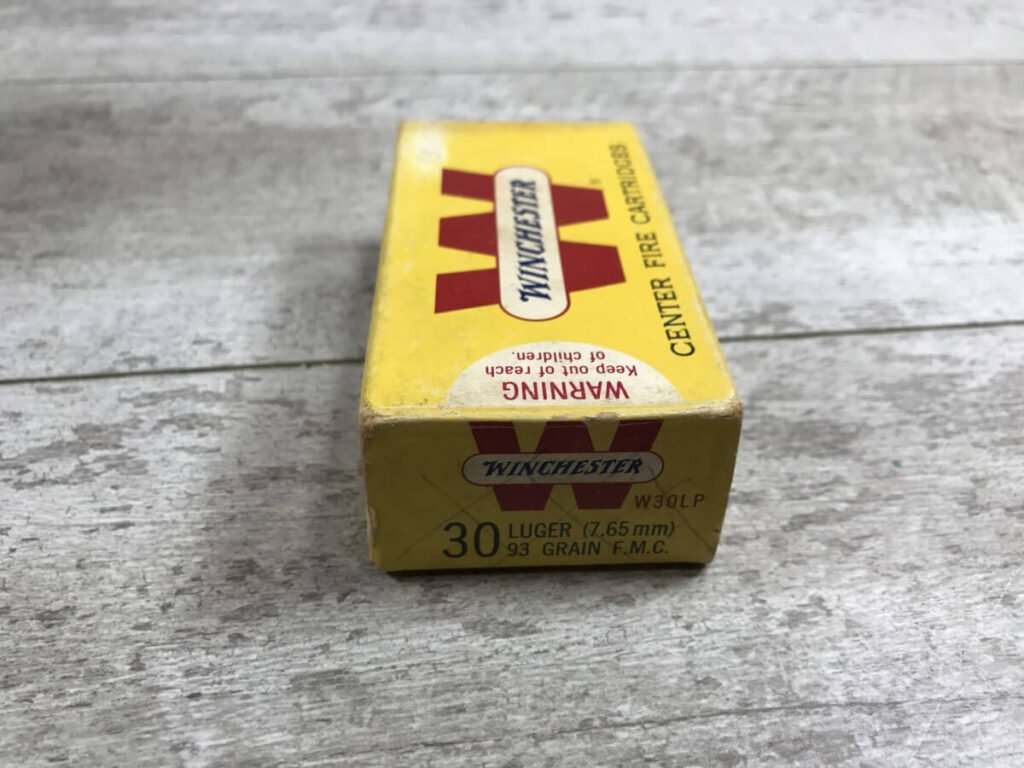 W
WINCHESTER
®
CENTER FIRE CARTRIDGES
WARNING
Keep out of reach
of children.
W
WINCHESTER
W30LP
30 LUGER (7.65mm)
93 GRAIN F.M.C.